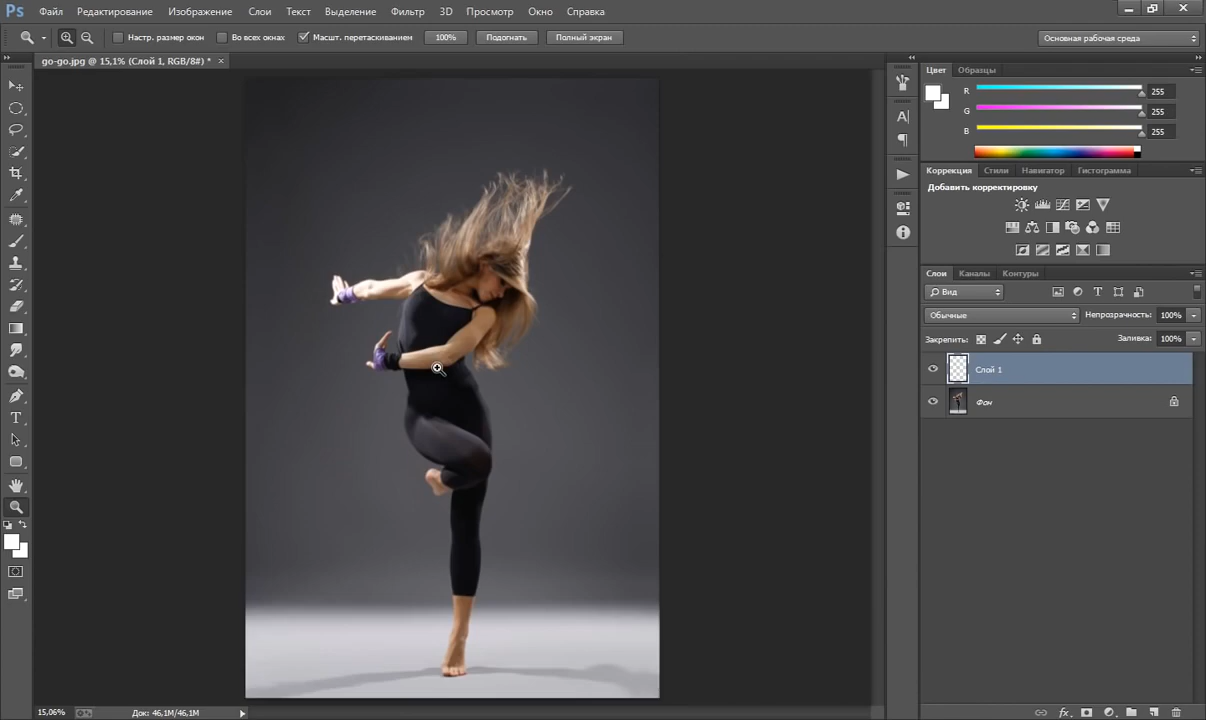 Ps Файл Редактирование Изображение Слои Текст Выделение Фильтр 3D Просмотр Окно Справка
Настр. размер окон Во всех окнах Масшт. перетаскиванием 100% Подогнать Полный экран Основная рабочая среда
go-go.jpg @ 15,1% (Слой 1, RGB/8#) * ×
Цвет Образцы
R 255
G 255
B 255
Коррекция Стили Навигатор Гистограмма
Добавить корректировку
Слои Каналы Контуры
Вид
Обычные Непрозрачность: 100%
Закрепить: Заливка: 100%
Слой 1
Фон
fx
15,06% Док: 46,1M/46,1M